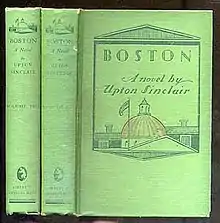 BOSTON
A Novel
by
UPTON
SINCLAIR
BOSTON
A Novel
by
UPTON
SINCLAIR
BOSTON
A novel by
Upton Sinclair